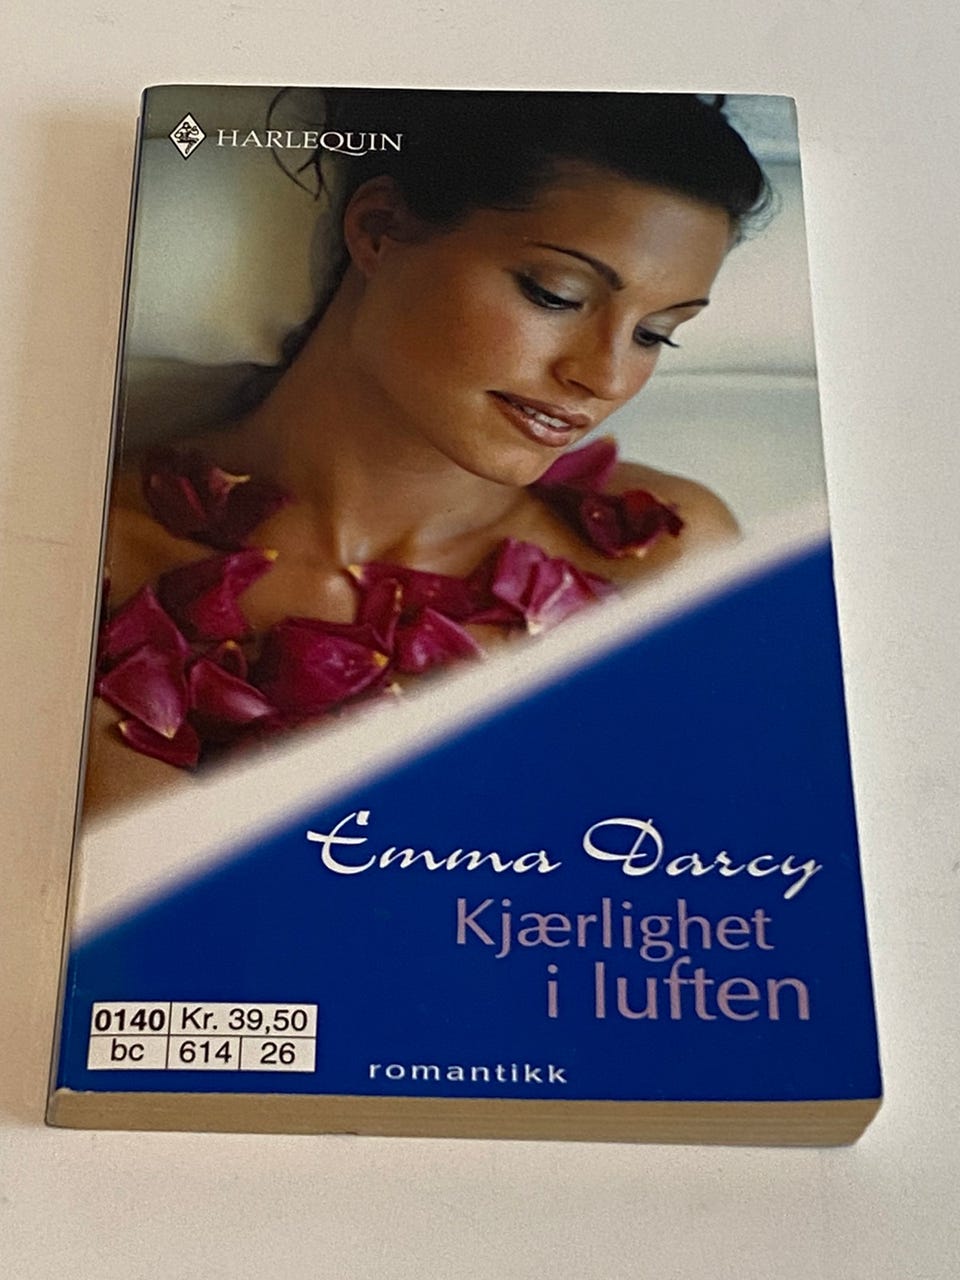 HARLEQUIN
Emma Darcy
Kjærlighet
i luften
0140 Kr. 39,50
bc 614 26
romantikk